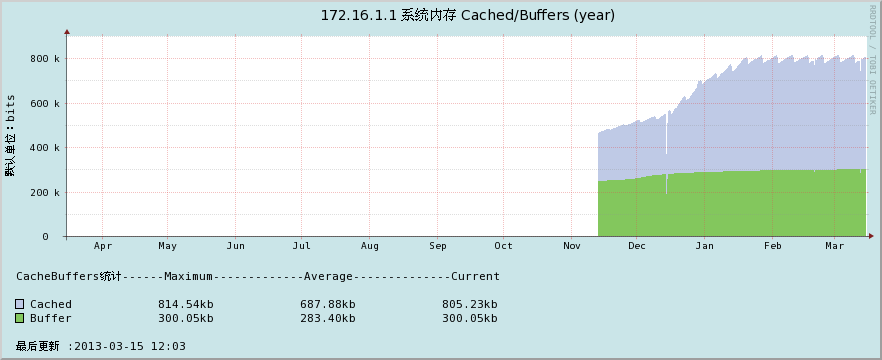 172.16.1.1 系统内存 Cached/Buffers (year)
RRDTOOL / TOBI OETIKER
默认单位：bits
800 k
600 k
400 k
200 k
0
Apr May Jun Jul Aug Sep Oct Nov Dec Jan Feb Mar
CacheBuffers统计------Maximum-------------Average--------------Current
Cached 814.54kb 687.88kb 805.23kb
Buffer 300.05kb 283.40kb 300.05kb
最后更新 :2013-03-15 12:03